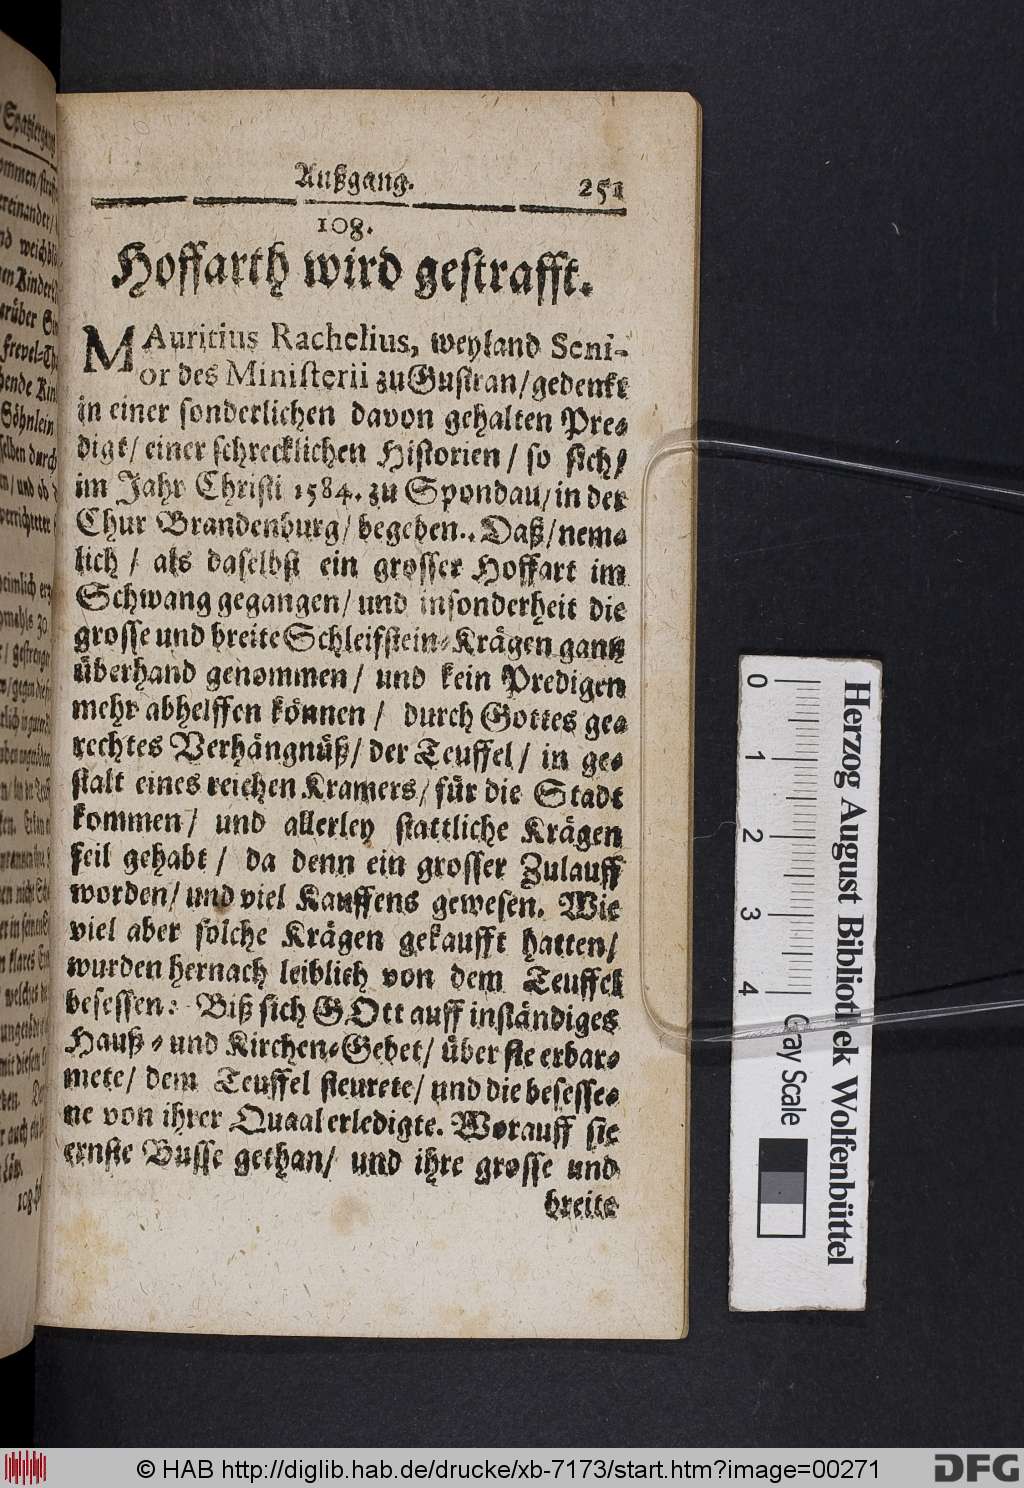 Außgang. 251
108.
Hoffarth wird gestrafft.
MAuritius Rachelius, weyland Seni-
or des Ministerii zu Gustran/ gedenkt
in einer sonderlichen davon gehalten Pre-
digt/ einer schrecklichen Historien/ so sich/
im Jahr Christi 1584. zu Spondau/ in der
Chur Brandenburg/ begeben. Daß/ nem-
lich/ als daselbst ein grosser Hoffart im
Schwang gegangen/ und insonderheit die
grosse und breite Schleifstein-Krägen gantz
überhand genommen/ und kein Predigen
mehr abhelffen können/ durch Gottes ge-
rechtes Verhängnüß/ der Teuffel/ in ge-
stalt eines reichen Kramers/ für die Stadt
kommen/ und allerley stattliche Krägen
feil gehabt/ da denn ein grosser Zulauff
worden/ und viel Kauffens gewesen. Wie
viel aber solche Krägen gekaufft hatten/
wurden hernach leiblich von dem Teuffel
besessen: Biß sich GOtt auff inständiges
Hauß- und Kirchen-Gebet/ über sie erbar-
mete/ dem Teuffel steurete/ und die besesse-
ne von ihrer Quaal erledigte. Worauff sie
ernste Busse gethan/ und ihre grosse und
breite
0 1 2 3 4
Herzog August Bibliothek Wolfenbüttel
Gray Scale
© HAB http://diglib.hab.de/drucke/xb-7173/start.htm?image=00271
DFG